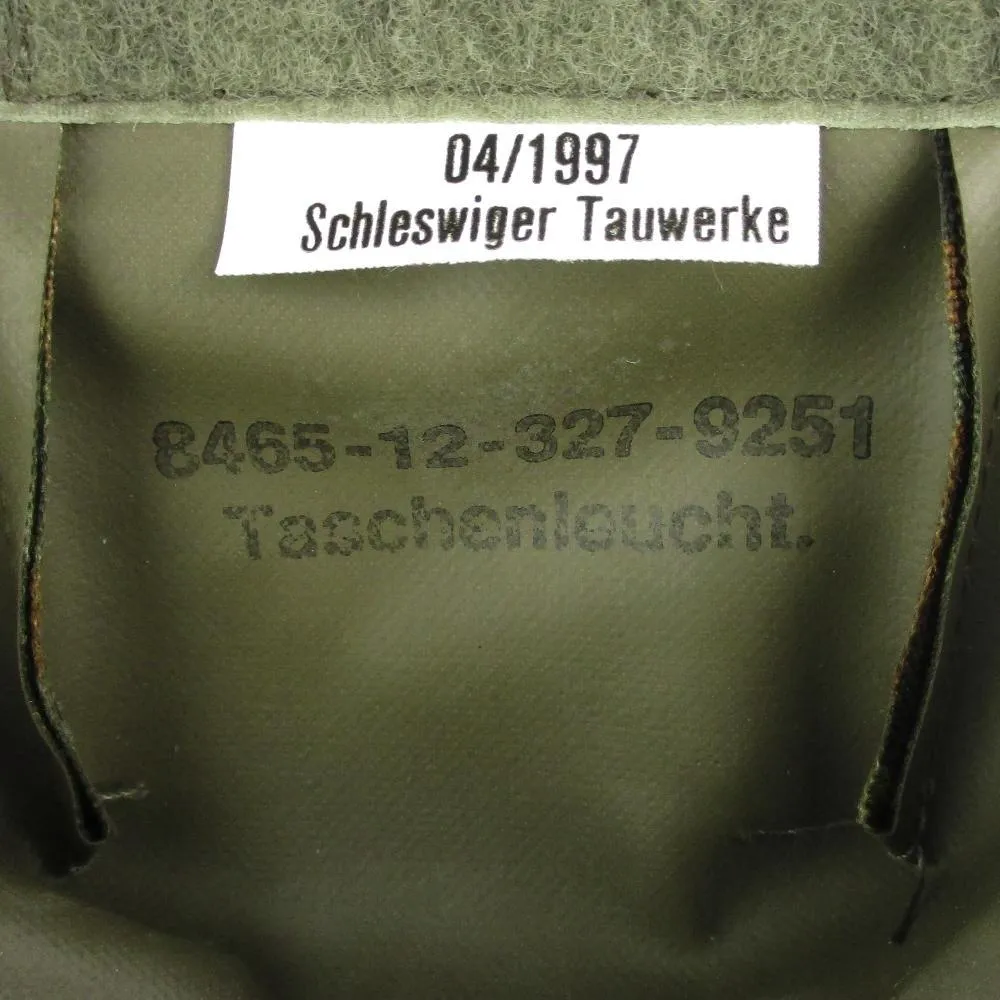 04/1997
Schleswiger Tauwerke
8465-12-327-9251
Taschenleucht.